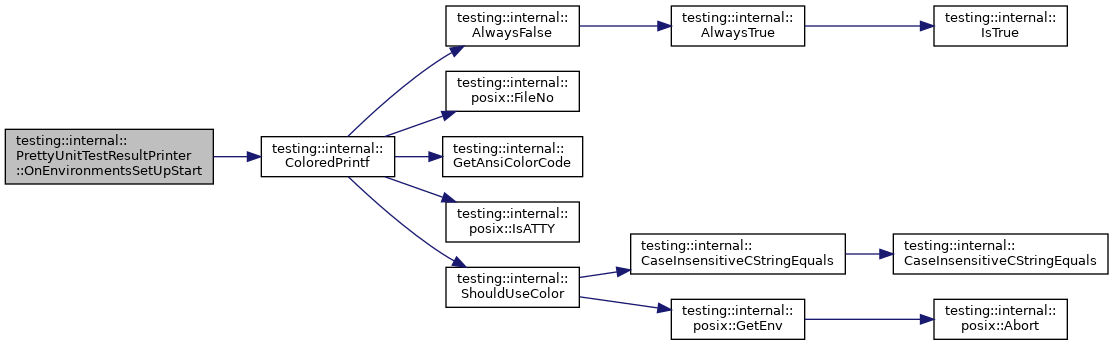 testing::internal::
PrettyUnitTestResultPrinter
::OnEnvironmentsSetUpStart
testing::internal::
ColoredPrintf
testing::internal::
AlwaysFalse
testing::internal::
AlwaysTrue
testing::internal::
IsTrue
testing::internal::
posix::FileNo
testing::internal::
GetAnsiColorCode
testing::internal::
posix::IsATTY
testing::internal::
ShouldUseColor
testing::internal::
CaseInsensitiveCStringEquals
testing::internal::
CaseInsensitiveCStringEquals
testing::internal::
posix::GetEnv
testing::internal::
posix::Abort